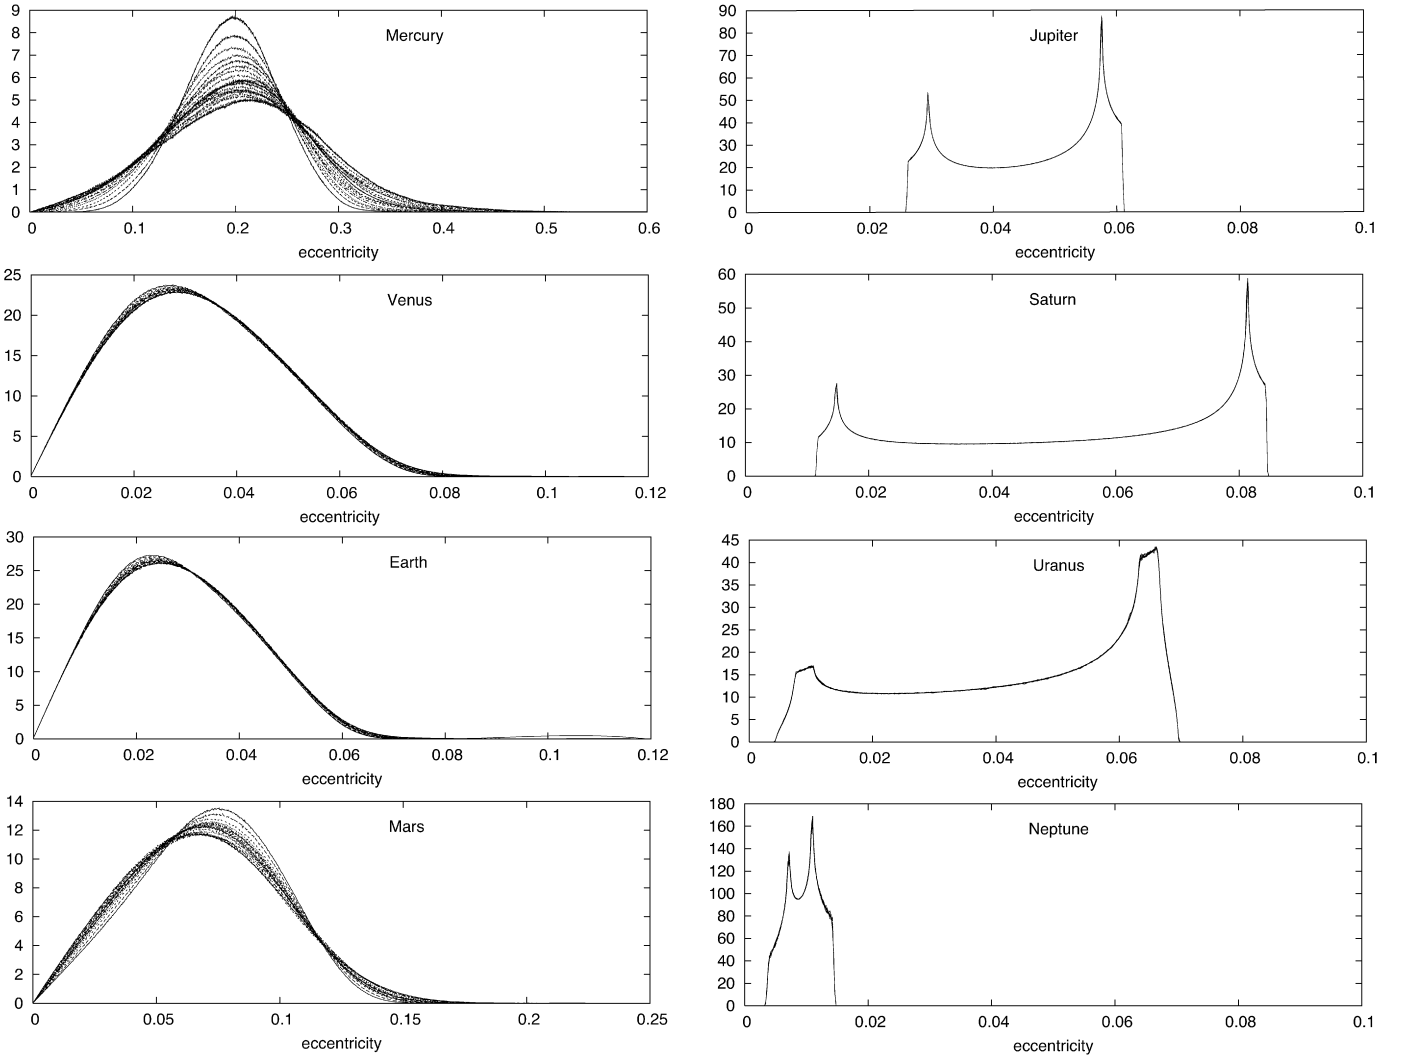 9
8
7
6
5
4
3
2
1
0
Mercury
0 0.1 0.2 0.3 0.4 0.5 0.6
eccentricity
25
20
15
10
5
0
Venus
0 0.02 0.04 0.06 0.08 0.1 0.12
eccentricity
30
25
20
15
10
5
0
Earth
0 0.02 0.04 0.06 0.08 0.1 0.12
eccentricity
14
12
10
8
6
4
2
0
Mars
0 0.05 0.1 0.15 0.2 0.25
eccentricity
90
80
70
60
50
40
30
20
10
0
Jupiter
0 0.02 0.04 0.06 0.08 0.1
eccentricity
60
50
40
30
20
10
0
Saturn
0 0.02 0.04 0.06 0.08 0.1
eccentricity
45
40
35
30
25
20
15
10
5
0
Uranus
0 0.02 0.04 0.06 0.08 0.1
eccentricity
180
160
140
120
100
80
60
40
20
0
Neptune
0 0.02 0.04 0.06 0.08 0.1
eccentricity